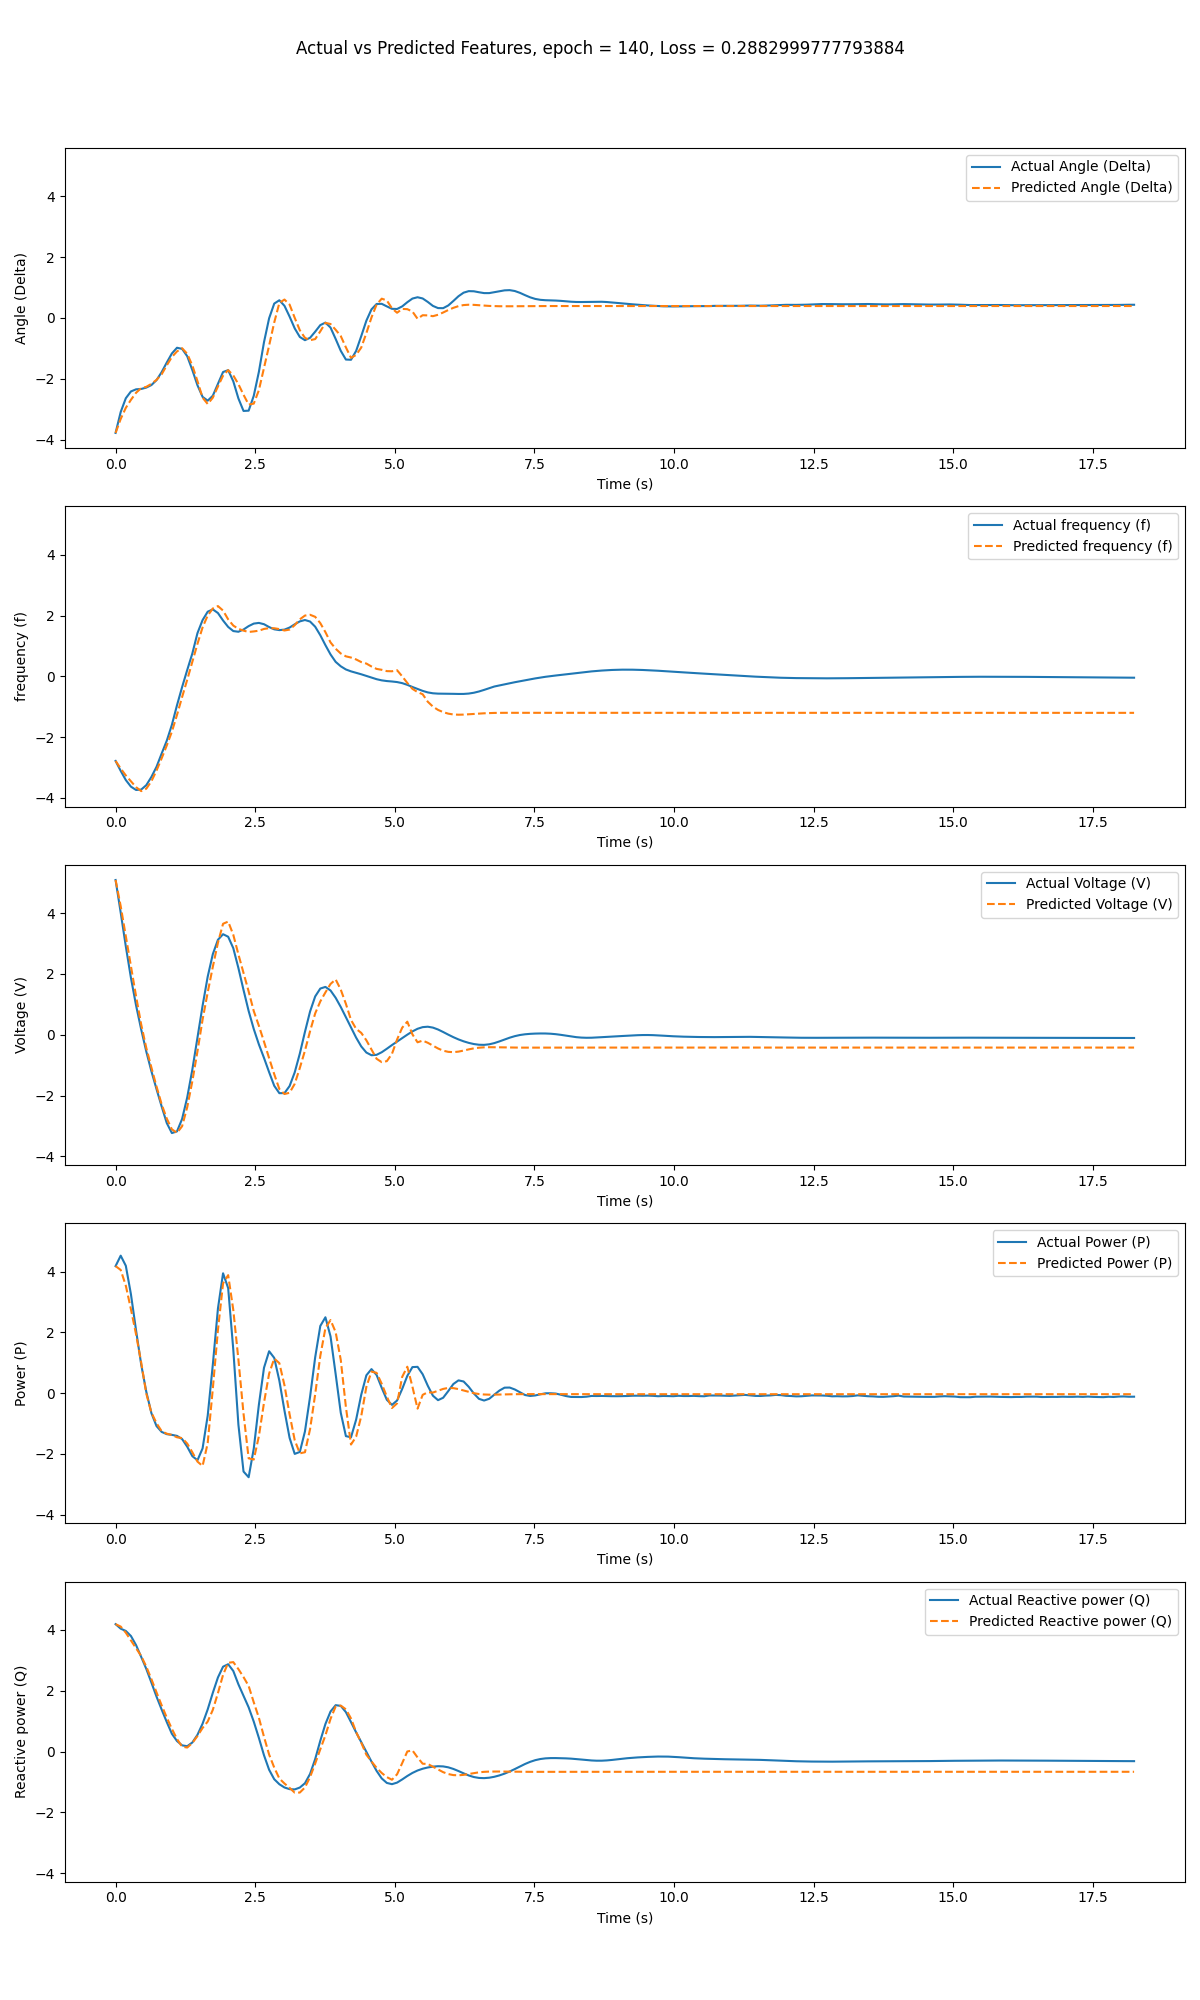 Actual vs Predicted Features, epoch = 140, Loss = 0.2882999777793884
Actual Angle (Delta)
Predicted Angle (Delta)
Angle (Delta)
4
2
0
−2
−4
0.0 2.5 5.0 7.5 10.0 12.5 15.0 17.5
Time (s)
Actual frequency (f)
Predicted frequency (f)
frequency (f)
4
2
0
−2
−4
0.0 2.5 5.0 7.5 10.0 12.5 15.0 17.5
Time (s)
Actual Voltage (V)
Predicted Voltage (V)
Voltage (V)
4
2
0
−2
−4
0.0 2.5 5.0 7.5 10.0 12.5 15.0 17.5
Time (s)
Actual Power (P)
Predicted Power (P)
Power (P)
4
2
0
−2
−4
0.0 2.5 5.0 7.5 10.0 12.5 15.0 17.5
Time (s)
Actual Reactive power (Q)
Predicted Reactive power (Q)
Reactive power (Q)
4
2
0
−2
−4
0.0 2.5 5.0 7.5 10.0 12.5 15.0 17.5
Time (s)